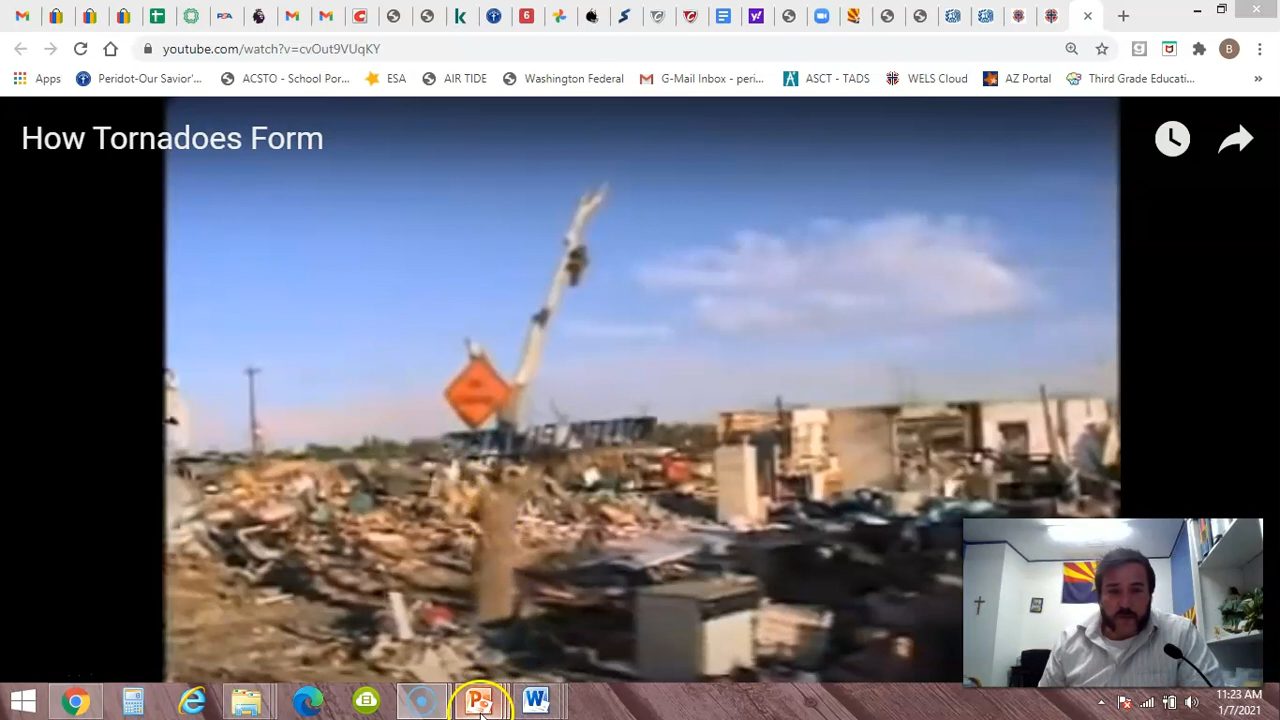 youtube.com/watch?v=cvOut9VUqKY
B
Apps
Peridot-Our Savior'...
ACSTO - School Por...
ESA
AIR TIDE
Washington Federal
G-Mail Inbox - peri...
ASCT - TADS
WELS Cloud
AZ Portal
Third Grade Educati...
»
How Tornadoes Form
11:23 AM
1/7/2021